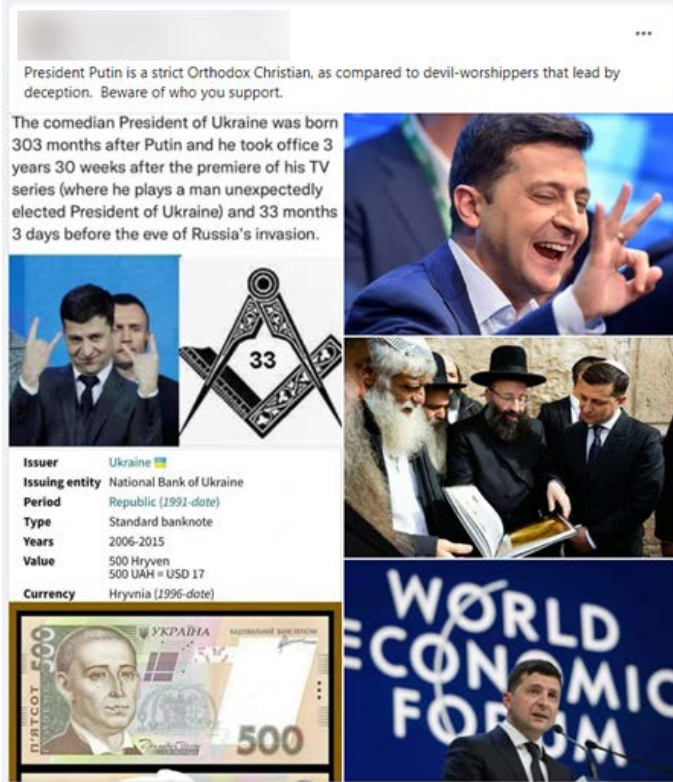 President Putin is a strict Orthodox Christian, as compared to devil-worshippers that lead by
deception. Beware of who you support.
The comedian President of Ukraine was born
303 months after Putin and he took office 3
years 30 weeks after the premiere of his TV
series (where he plays a man unexpectedly
elected President of Ukraine) and 33 months
3 days before the eve of Russia's invasion.
33
Issuer Ukraine
Issuing entity National Bank of Ukraine
Period Republic (1991-date)
Type Standard banknote
Years 2006-2015
Value 500 Hryven
500 UAH = USD 17
Currency Hryvnia (1996-date)
500
УКРАЇНА
НАЦІОНАЛЬНИЙ БАНК УКРАЇНИ
П'ЯТСОТ
500
WORLD
ECONOMIC
FORUM